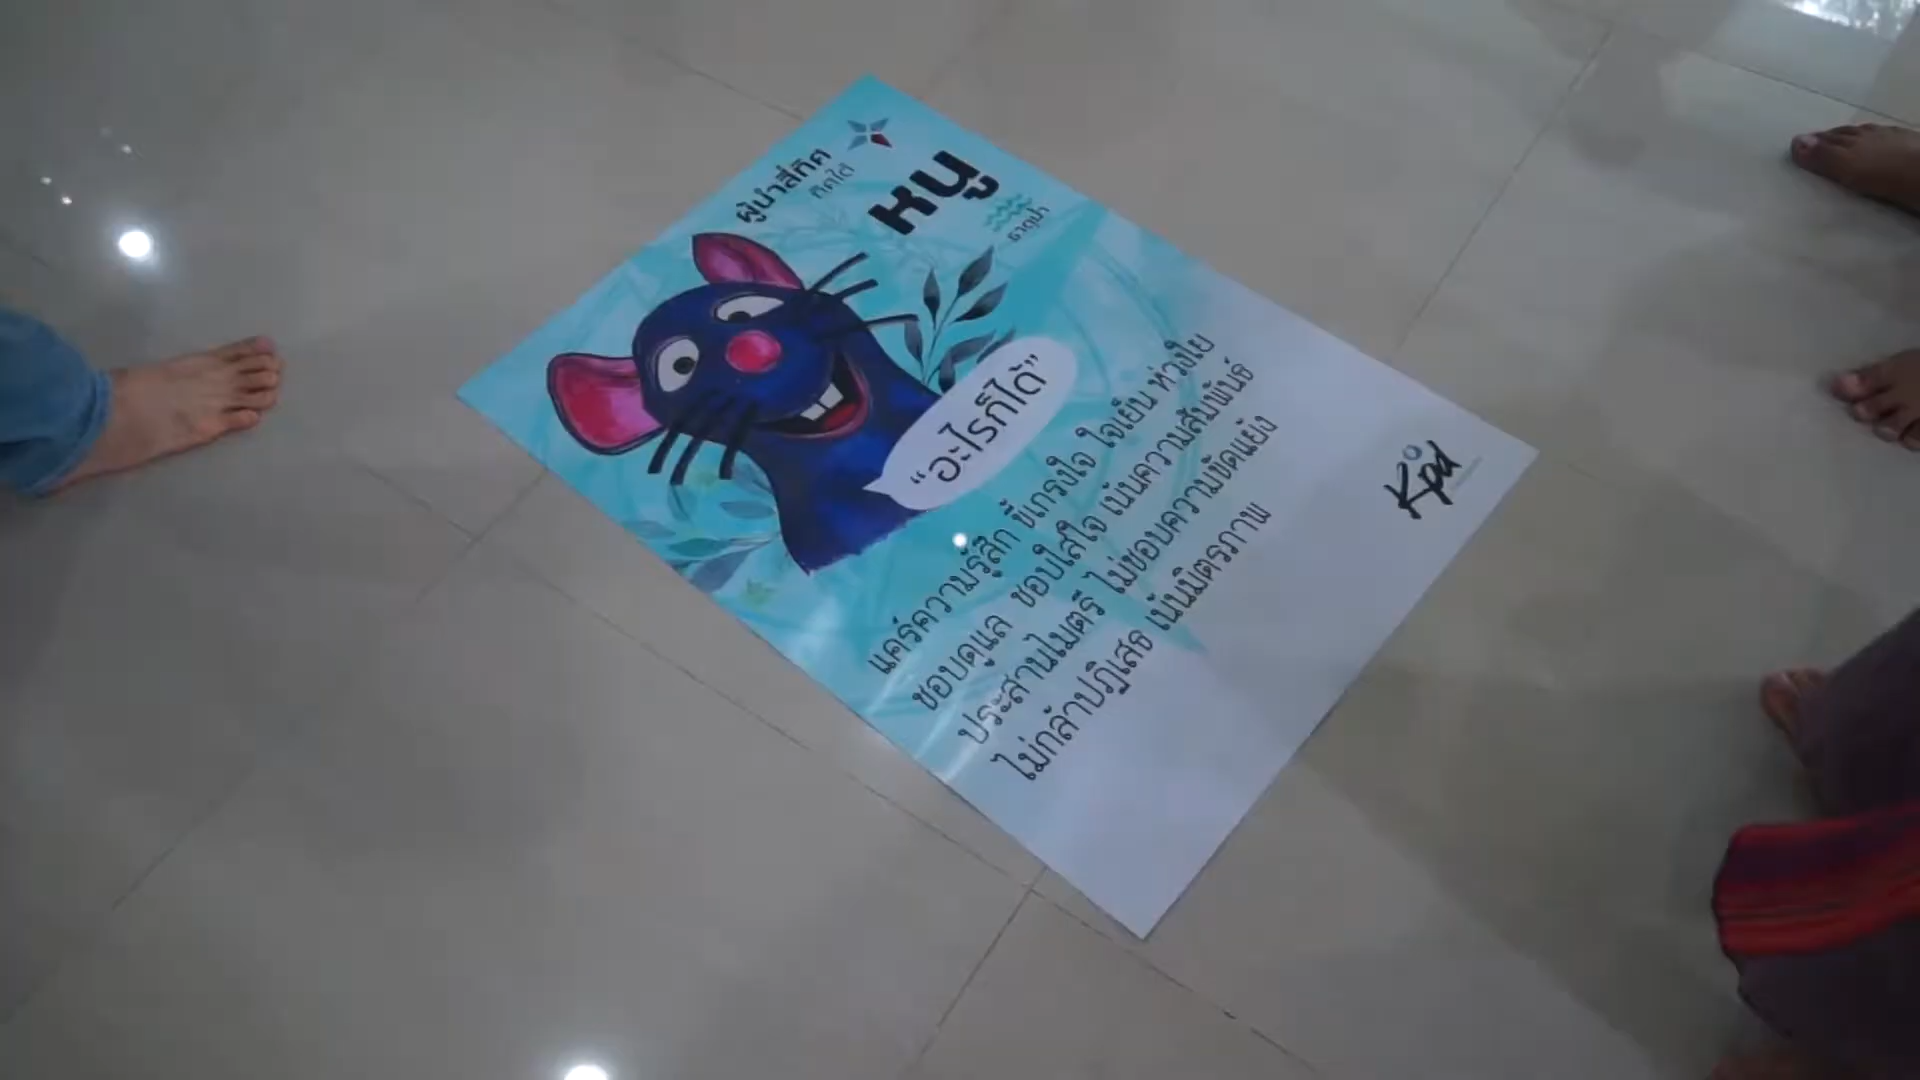 ผู้นำสี่ทิศ
ทิศใต้
หนู
ธาตุน้ำ
“อะไรก็ได้”
แคร์ความรู้สึก ขี้เกรงใจ ใจเย็น ห่วงใย
ชอบดูแล ชอบใส่ใจ เน้นความสัมพันธ์
ประสานไมตรี ไม่ชอบความขัดแย้ง
ไม่กล้าปฏิเสธ เน้นมิตรภาพ
Kipd